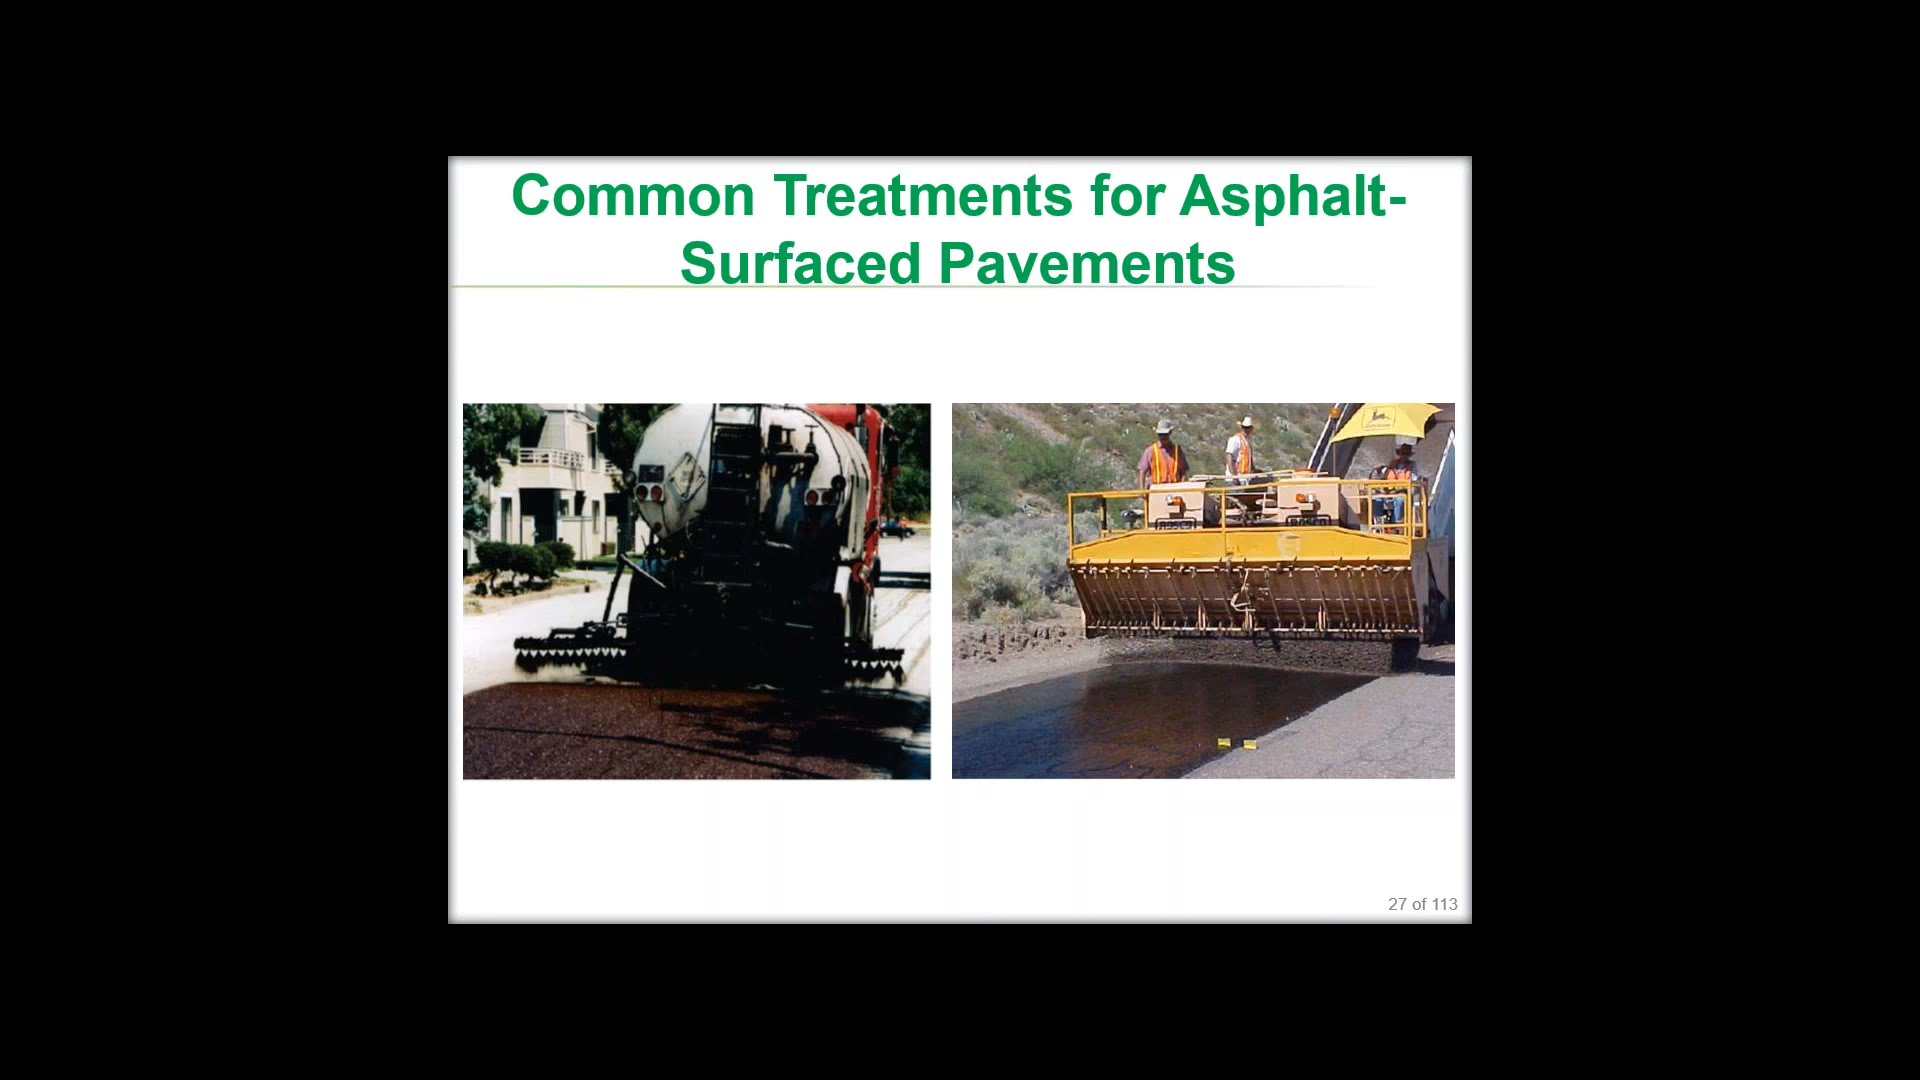 Common Treatments for Asphalt-
Surfaced Pavements
27 of 113